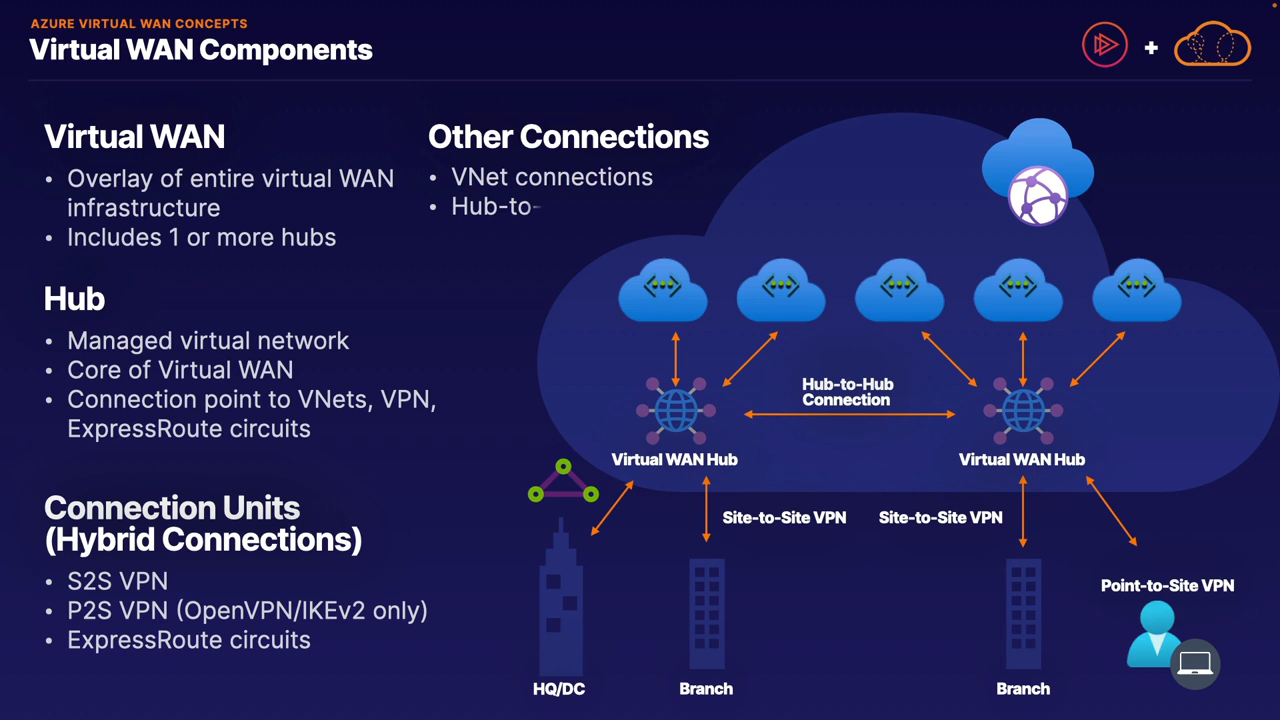 AZURE VIRTUAL WAN CONCEPTS
Virtual WAN Components
+
Virtual WAN
• Overlay of entire virtual WAN
infrastructure
• Includes 1 or more hubs
Hub
• Managed virtual network
• Core of Virtual WAN
• Connection point to VNets, VPN,
ExpressRoute circuits
Connection Units
(Hybrid Connections)
• S2S VPN
• P2S VPN (OpenVPN/IKEv2 only)
• ExpressRoute circuits
Other Connections
• VNet connections
• Hub-to-
Hub-to-Hub
Connection
Virtual WAN Hub
Virtual WAN Hub
Site-to-Site VPN
Site-to-Site VPN
Point-to-Site VPN
HQ/DC
Branch
Branch